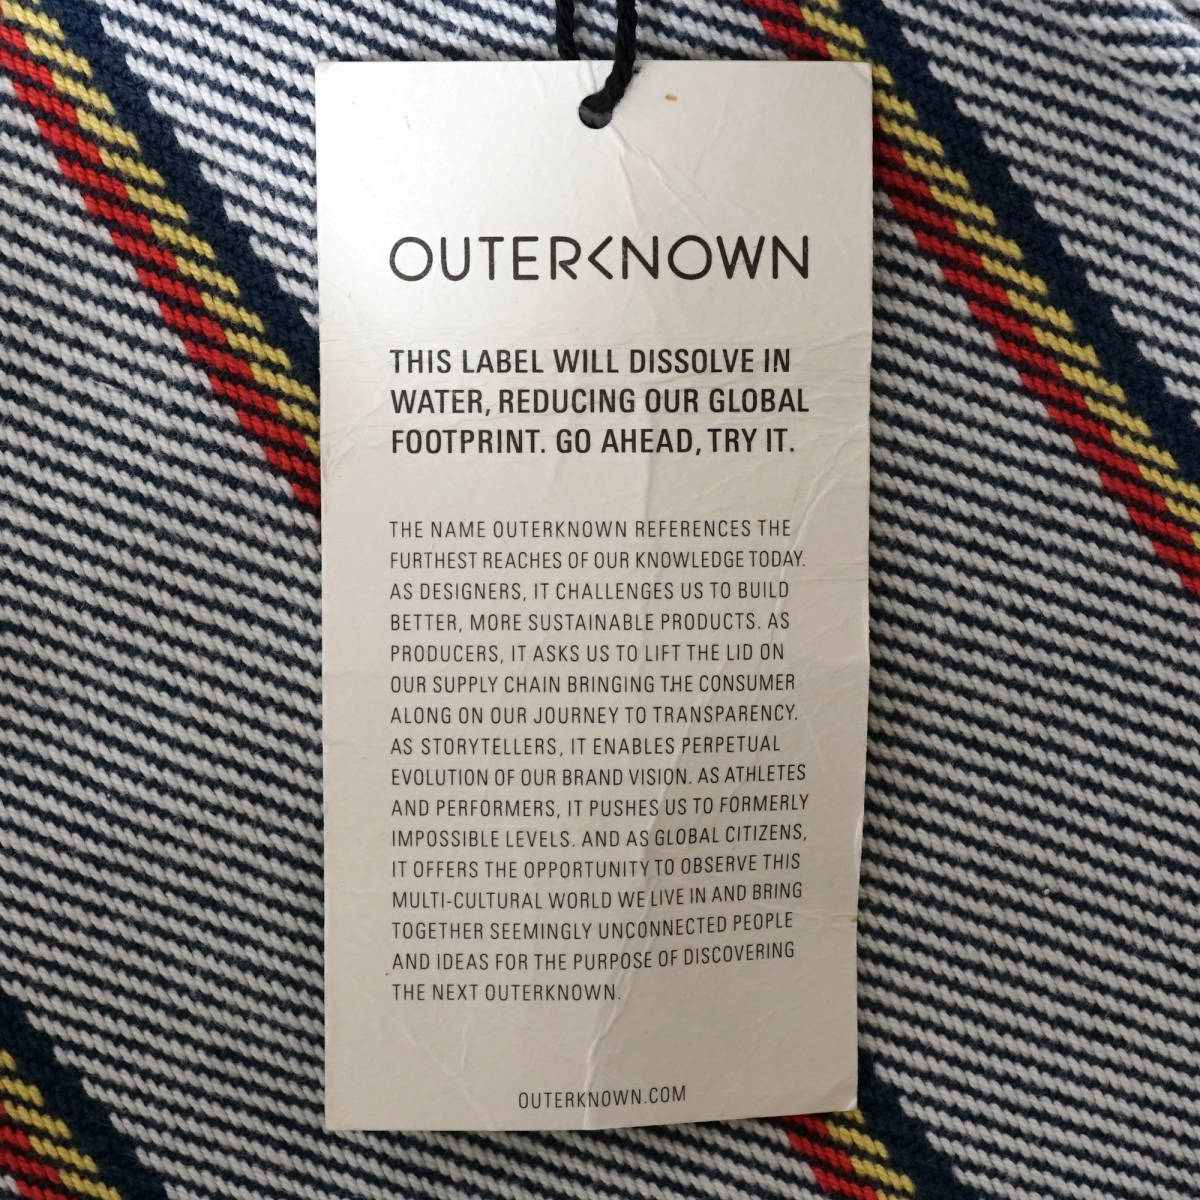 OUTERKNOWN
THIS LABEL WILL DISSOLVE IN
WATER, REDUCING OUR GLOBAL
FOOTPRINT. GO AHEAD, TRY IT.
THE NAME OUTERKNOWN REFERENCES THE
FURTHEST REACHES OF OUR KNOWLEDGE TODAY.
AS DESIGNERS, IT CHALLENGES US TO BUILD
BETTER, MORE SUSTAINABLE PRODUCTS. AS
PRODUCERS, IT ASKS US TO LIFT THE LID ON
OUR SUPPLY CHAIN BRINGING THE CONSUMER
ALONG ON OUR JOURNEY TO TRANSPARENCY.
AS STORYTELLERS, IT ENABLES PERPETUAL
EVOLUTION OF OUR BRAND VISION. AS ATHLETES
AND PERFORMERS, IT PUSHES US TO FORMERLY
IMPOSSIBLE LEVELS. AND AS GLOBAL CITIZENS,
IT OFFERS THE OPPORTUNITY TO OBSERVE THIS
MULTI-CULTURAL WORLD WE LIVE IN AND BRING
TOGETHER SEEMINGLY UNCONNECTED PEOPLE
AND IDEAS FOR THE PURPOSE OF DISCOVERING
THE NEXT OUTERKNOWN.
OUTERKNOWN.COM